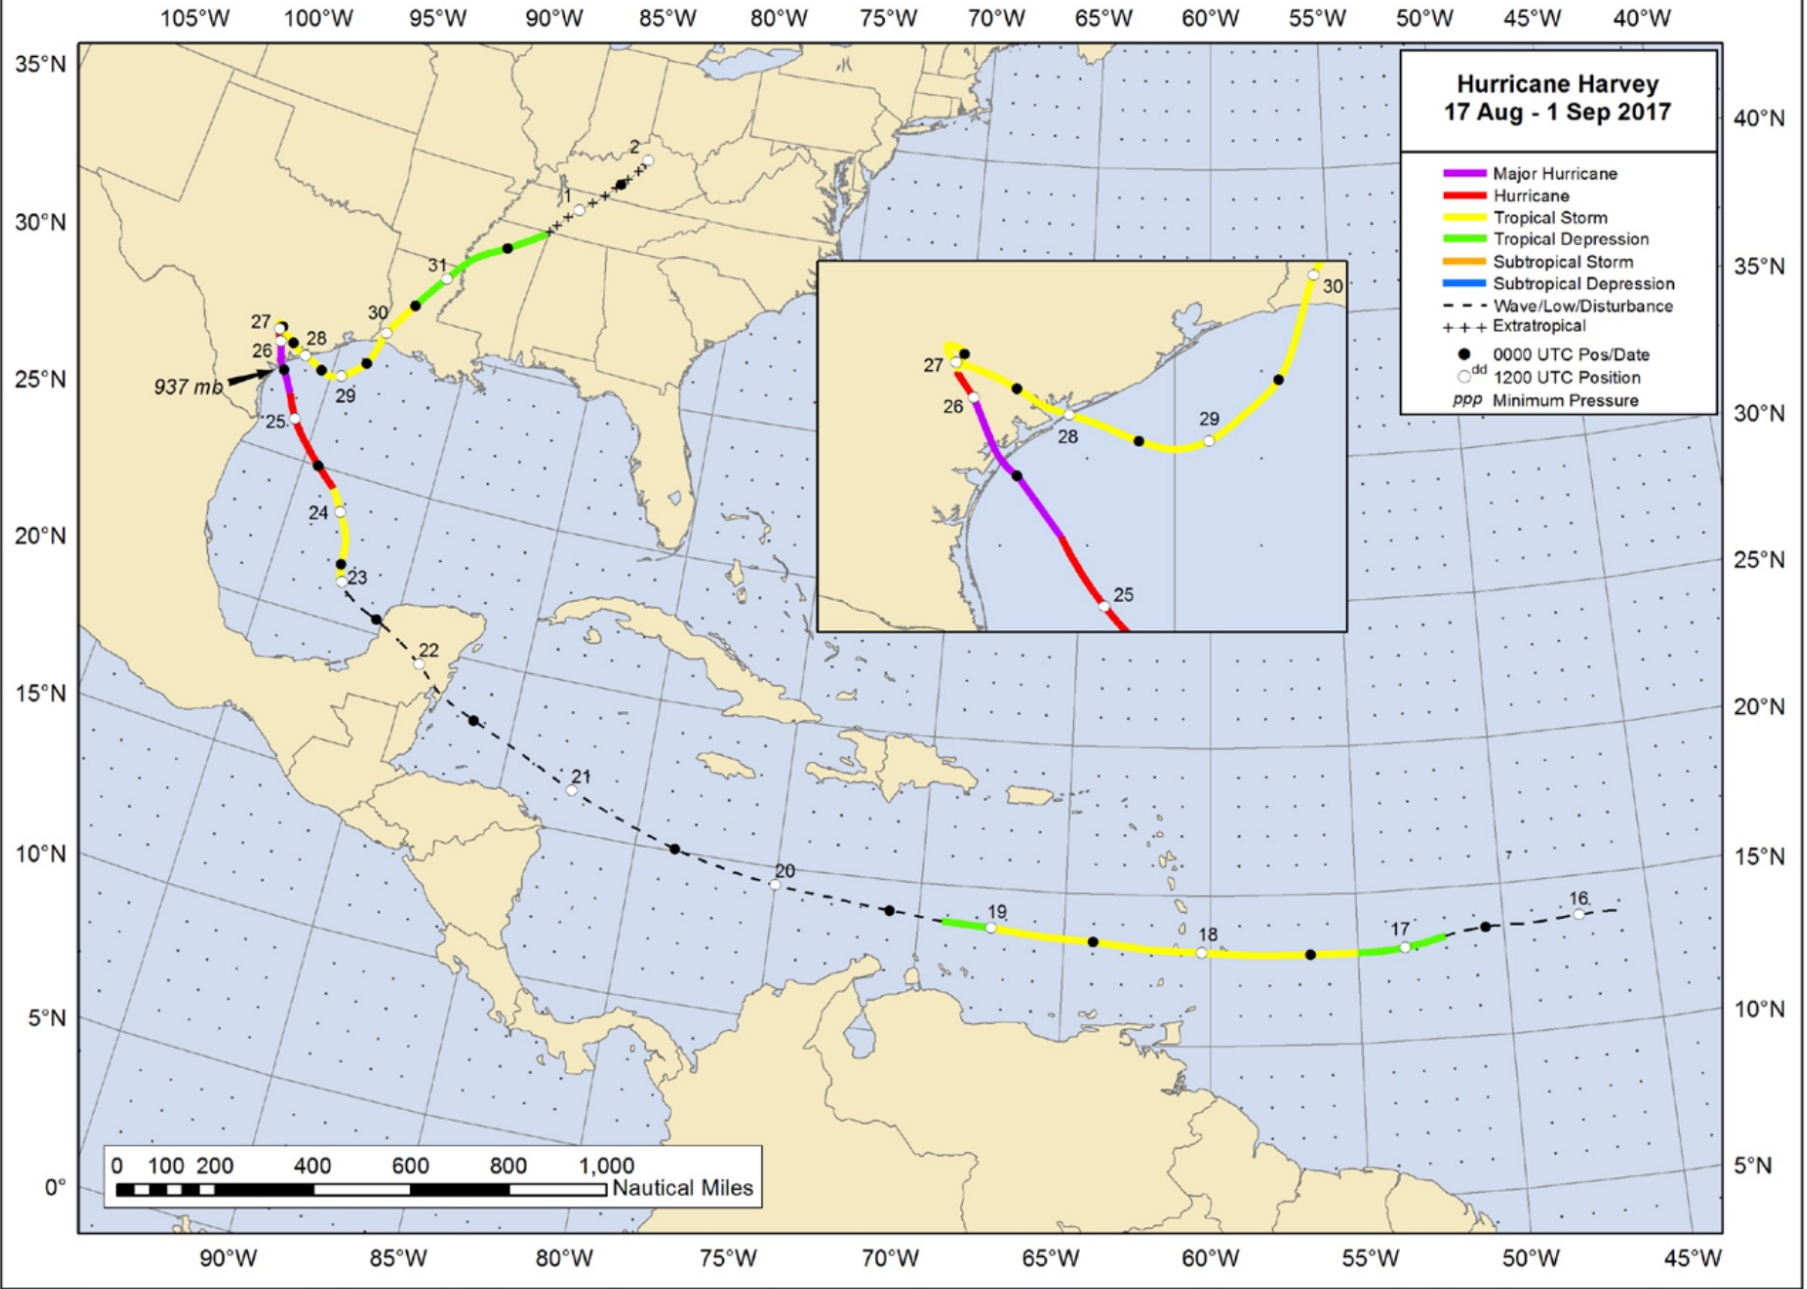 105°W 100°W 95°W 90°W 85°W 80°W 75°W 70°W 65°W 60°W 55°W 50°W 45°W 40°W
35°N
30°N
25°N
20°N
15°N
10°N
5°N
0°
Hurricane Harvey
17 Aug - 1 Sep 2017
Major Hurricane
Hurricane
Tropical Storm
Tropical Depression
Subtropical Storm
Subtropical Depression
Wave/Low/Disturbance
+++ Extratropical
0000 UTC Pos/Date
dd 1200 UTC Position
ppp Minimum Pressure
40°N
35°N
30°N
25°N
20°N
15°N
10°N
5°N
2
1
31
30
27
28
26
937 mb
29
25
24
23
22
21
20
19
18
17
16
7
30
27
26
28
29
25
0 100 200 400 600 800 1,000
Nautical Miles
90°W 85°W 80°W 75°W 70°W 65°W 60°W 55°W 50°W 45°W